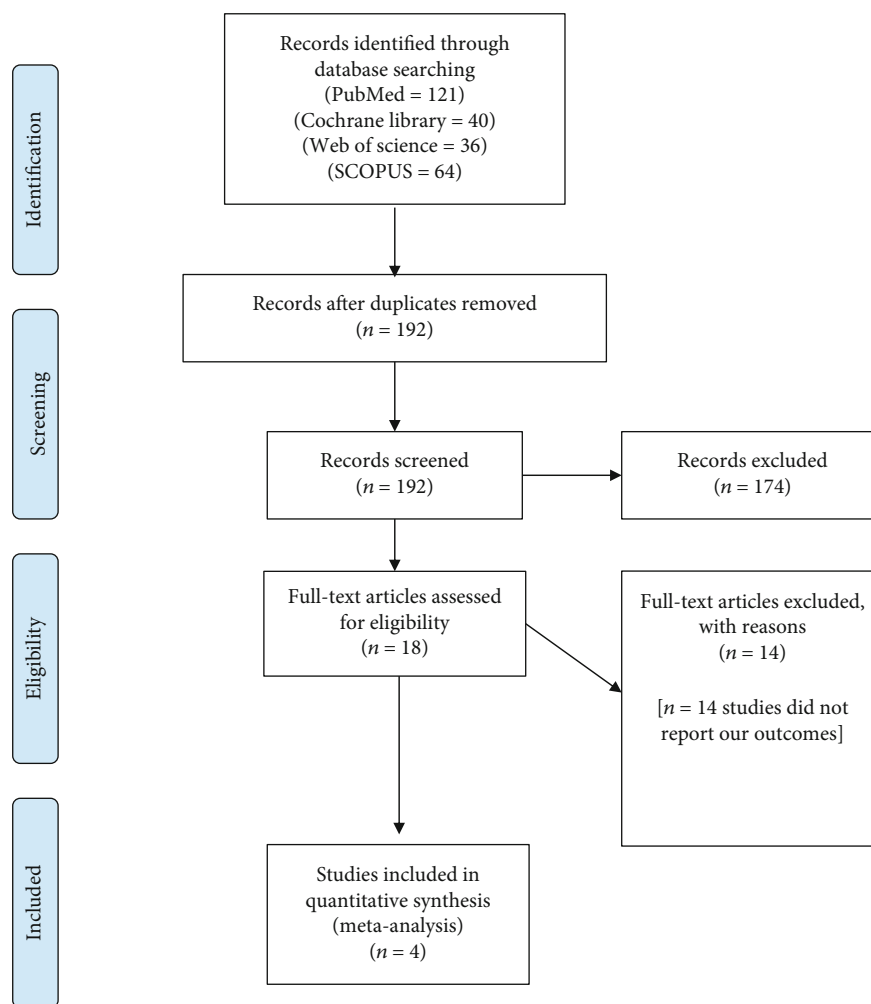 Identification
Records identified through
database searching
(PubMed = 121)
(Cochrane library = 40)
(Web of science = 36)
(SCOPUS = 64)
Screening
Records after duplicates removed
(n = 192)
Records screened
(n = 192)
Records excluded
(n = 174)
Eligibility
Full-text articles assessed
for eligibility
(n = 18)
Full-text articles excluded,
with reasons
(n = 14)
[n = 14 studies did not
report our outcomes]
Included
Studies included in
quantitative synthesis
(meta-analysis)
(n = 4)